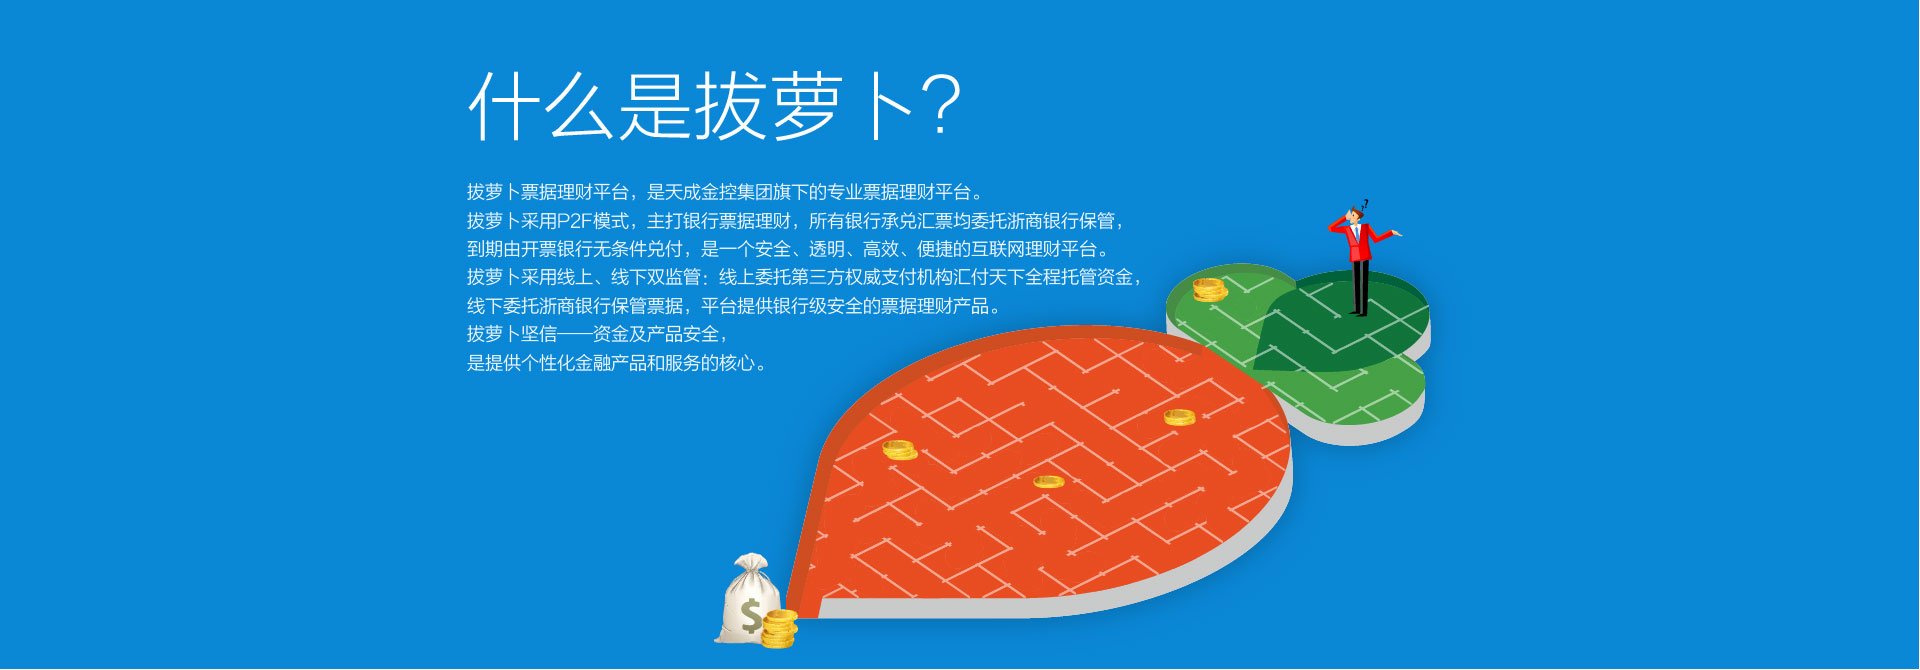 什么是拔萝卜?
拔萝卜票据理财平台，是天成金控集团旗下的专业票据理财平台。
拔萝卜采用P2F模式，主打银行票据理财，所有银行承兑汇票均委托浙商银行保管，
到期由开票银行无条件兑付，是一个安全、透明、高效、便捷的互联网理财平台。
拔萝卜采用线上、线下双监管：线上委托第三方权威支付机构汇付天下全程托管资金，
线下委托浙商银行保管票据，平台提供银行级安全的票据理财产品。
拔萝卜坚信——资金及产品安全，
是提供个性化金融产品和服务的核心。
??
$